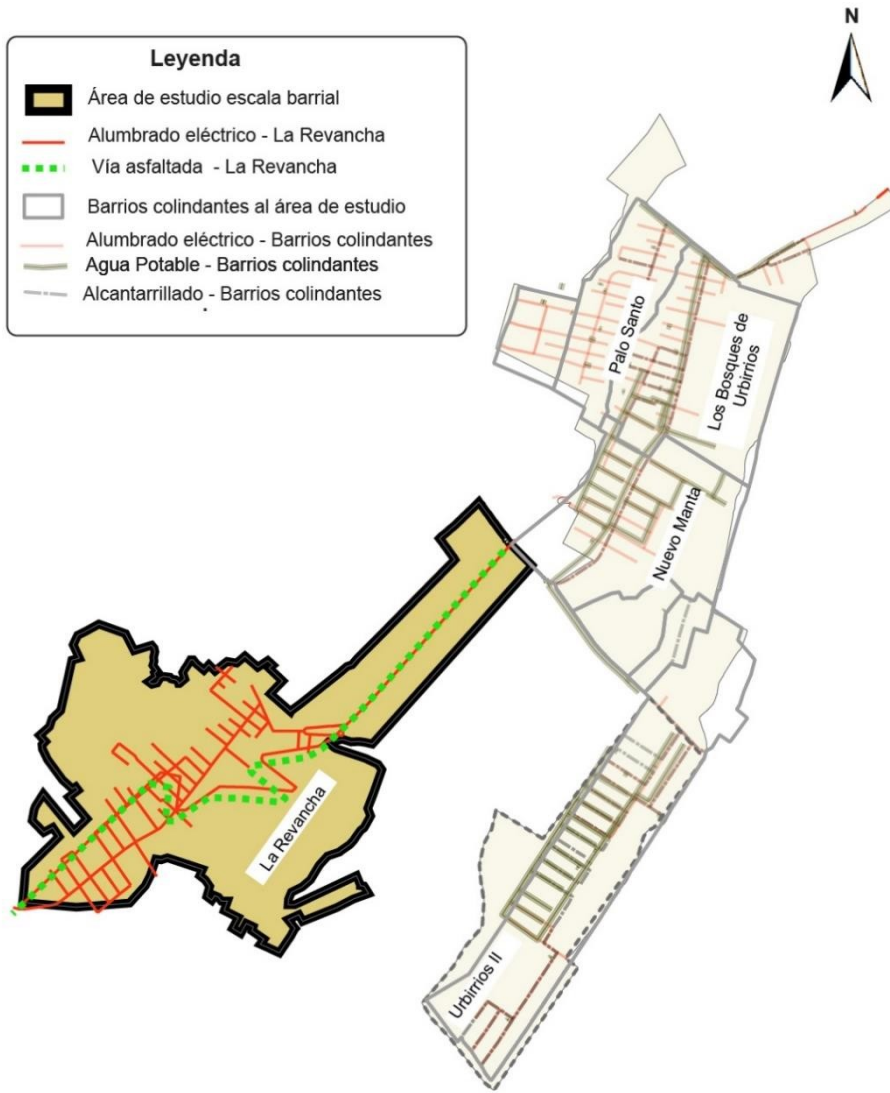 N
Leyenda
Área de estudio escala barrial
Alumbrado eléctrico - La Revancha
Vía asfaltada - La Revancha
Barrios colindantes al área de estudio
Alumbrado eléctrico - Barrios colindantes
Agua Potable - Barrios colindantes
Alcantarillado - Barrios colindantes
Palo Santo
Los Bosques de
Urbirrios
Nuevo Manta
La Revancha
Urbirrios II